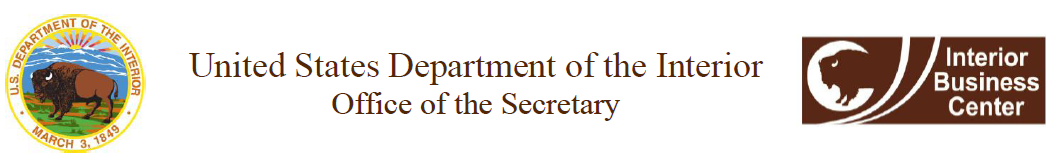 U.S. DEPARTMENT OF THE INTERIOR
MARCH 3, 1849
United States Department of the Interior
Office of the Secretary
Interior
Business
Center